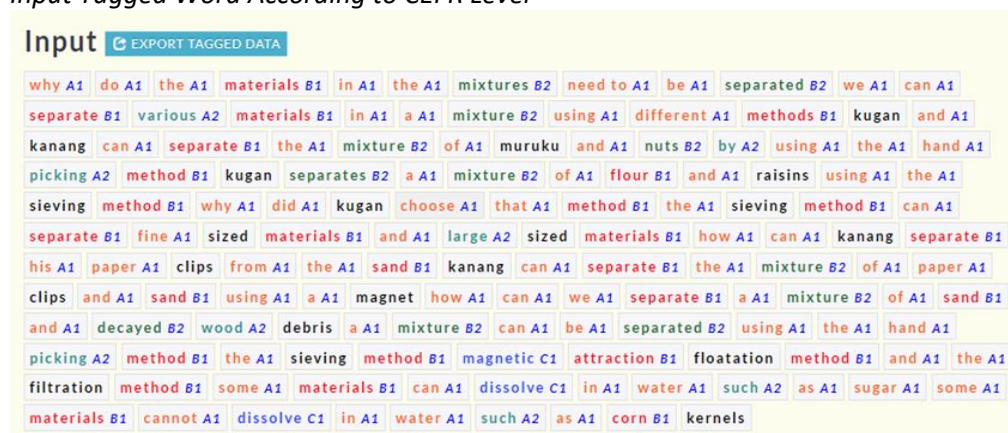 Input Tagged Word According to CEFR Level
Input EXPORT TAGGED DATA
why A1 do A1 the A1 materials B1 in A1 the A1 mixtures B2 need to A1 be A1 separated B2 we A1 can A1
separate B1 various A2 materials B1 in A1 a A1 mixture B2 using A1 different A1 methods B1 kugan and A1
kanang can A1 separate B1 the A1 mixture B2 of A1 muruku and A1 nuts B2 by A2 using A1 the A1 hand A1
picking A2 method B1 kugan separates B2 a A1 mixture B2 of A1 flour B1 and A1 raisins using A1 the A1
sieving method B1 why A1 did A1 kugan choose A1 that A1 method B1 the A1 sieving method B1 can A1
separate B1 fine A1 sized materials B1 and A1 large A2 sized materials B1 how A1 can A1 kanang separate B1
his A1 paper A1 clips from A1 the A1 sand B1 kanang can A1 separate B1 the A1 mixture B2 of A1 paper A1
clips and A1 sand B1 using A1 a A1 magnet how A1 can A1 we A1 separate B1 a A1 mixture B2 of A1 sand B1
and A1 decayed B2 wood A2 debris a A1 mixture B2 can A1 be A1 separated B2 using A1 the A1 hand A1
picking A2 method B1 the A1 sieving method B1 magnetic C1 attraction B1 floatation method B1 and A1 the A1
filtration method B1 some A1 materials B1 can A1 dissolve C1 in A1 water A1 such A2 as A1 sugar A1 some A1
materials B1 cannot A1 dissolve C1 in A1 water A1 such A2 as A1 corn B1 kernels